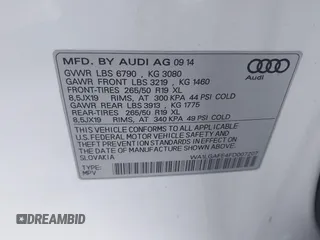 MFD. BY AUDI AG 09 14
GVWR LBS 6790 , KG 3080
GAWR FRONT LBS 3219 , KG 1460
FRONT-TIRES 265/50 R19 XL
8,5JX19 RIMS, AT 300 KPA 44 PSI COLD
GAWR REAR LBS 3913 , KG 1775
REAR-TIRES 265/50 R19 XL
8,5JX19 RIMS, AT 340 KPA 49 PSI COLD
THIS VEHICLE CONFORMS TO ALL APPLICABLE
U.S. FEDERAL MOTOR VEHICLE SAFETY AND
THEFT PREVENTION STANDARDS IN EFFECT ON
THE DATE OF MANUFACTURE SHOWN ABOVE.
SLOVAKIA
TYPE:
MPV
Audi
DREAMBID
DREAMBID.COM